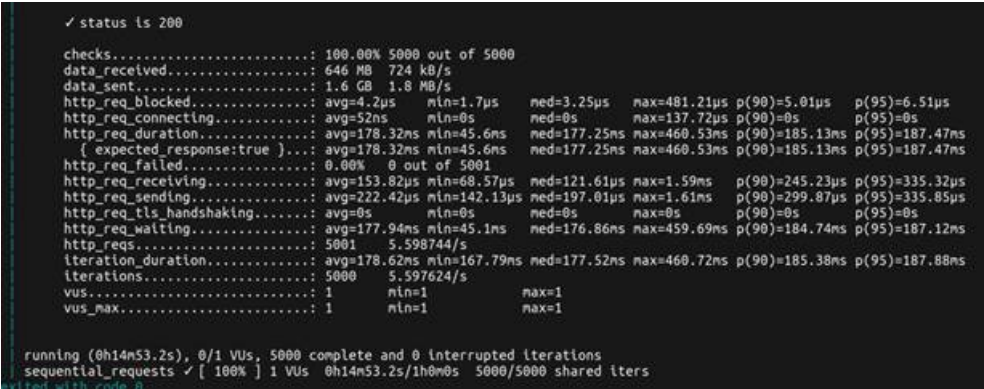 ✓ status is 200
checks.........................: 100.00% 5000 out of 5000
data_received..................: 646 MB 724 kB/s
data_sent......................: 1.6 GB 1.8 MB/s
http_req_blocked...............: avg=4.2µs min=1.7µs med=3.25µs max=481.21µs p(90)=5.01µs p(95)=6.51µs
http_req_connecting............: avg=52ns min=0s med=0s max=137.72µs p(90)=0s p(95)=0s
http_req_duration..............: avg=178.32ms min=45.6ms med=177.25ms max=460.53ms p(90)=185.13ms p(95)=187.47ms
{ expected_response:true }...: avg=178.32ms min=45.6ms med=177.25ms max=460.53ms p(90)=185.13ms p(95)=187.47ms
http_req_failed................: 0.00% 0 out of 5001
http_req_receiving.............: avg=153.82µs min=68.57µs med=121.61µs max=1.59ms p(90)=245.23µs p(95)=335.32µs
http_req_sending...............: avg=222.42µs min=142.13µs med=197.01µs max=1.61ms p(90)=299.87µs p(95)=335.85µs
http_req_tls_handshaking.......: avg=0s min=0s med=0s max=0s p(90)=0s p(95)=0s
http_req_waiting...............: avg=177.94ms min=45.1ms med=176.86ms max=459.69ms p(90)=184.74ms p(95)=187.12ms
http_reqs......................: 5001 5.598744/s
iteration_duration.............: avg=178.62ms min=167.79ms med=177.52ms max=460.72ms p(90)=185.38ms p(95)=187.88ms
iterations.....................: 5000 5.597624/s
vus............................: 1 min=1 max=1
vus_max........................: 1 min=1 max=1
running (0h14m53.2s), 0/1 VUs, 5000 complete and 0 interrupted iterations
sequential_requests ✓ [ 100% ] 1 VUs 0h14m53.2s/1h0m0s 5000/5000 shared iters
exited with code 0